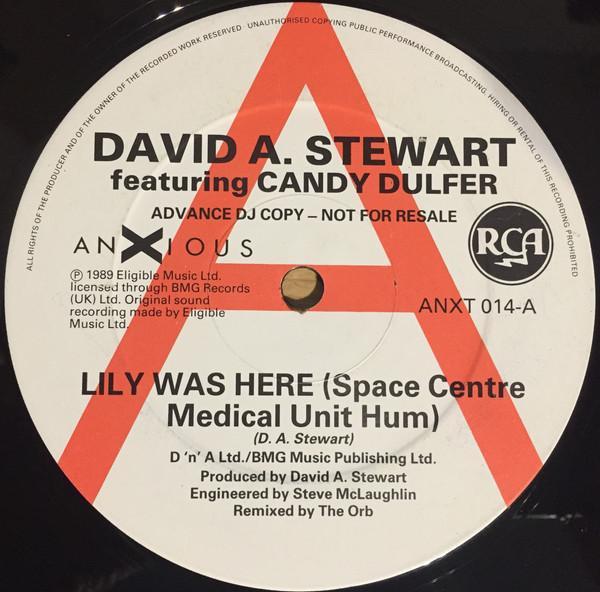 ALL RIGHTS OF THE PRODUCER AND OF THE OWNER OF THE RECORDED WORK RESERVED · UNAUTHORISED COPYING PUBLIC PERFORMANCE BROADCASTING, HIRING OR RENTAL OF THIS RECORDING PROHIBITED
DAVID A. STEWART
featuring CANDY DULFER
ADVANCE DJ COPY – NOT FOR RESALE
ANXIOUS
RCA
℗ 1989 Eligible Music Ltd.
licensed through BMG Records
(UK) Ltd. Original sound
recording made by Eligible
Music Ltd.
ANXT 014-A
LILY WAS HERE (Space Centre
Medical Unit Hum)
(D. A. Stewart)
D 'n' A Ltd./BMG Music Publishing Ltd.
Produced by David A. Stewart
Engineered by Steve McLaughlin
Remixed by The Orb